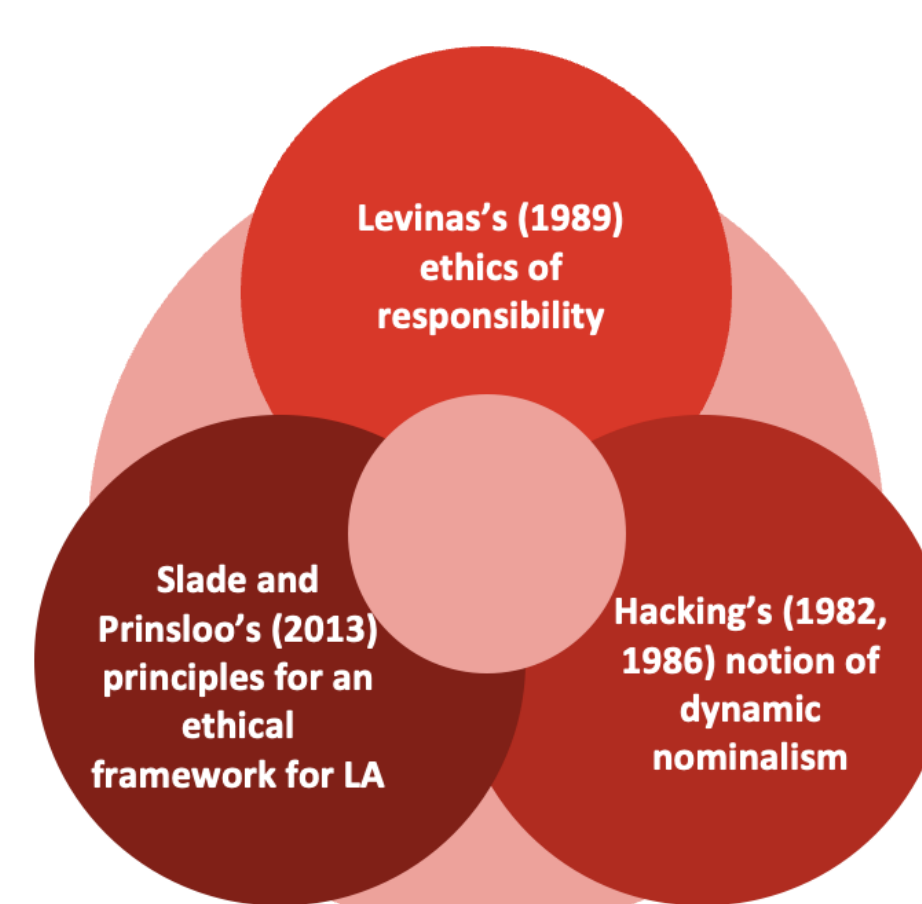 Levinas’s (1989)
ethics of
responsibility
Slade and
Prinsloo’s (2013)
principles for an
ethical
framework for LA
Hacking’s (1982,
1986) notion of
dynamic
nominalism